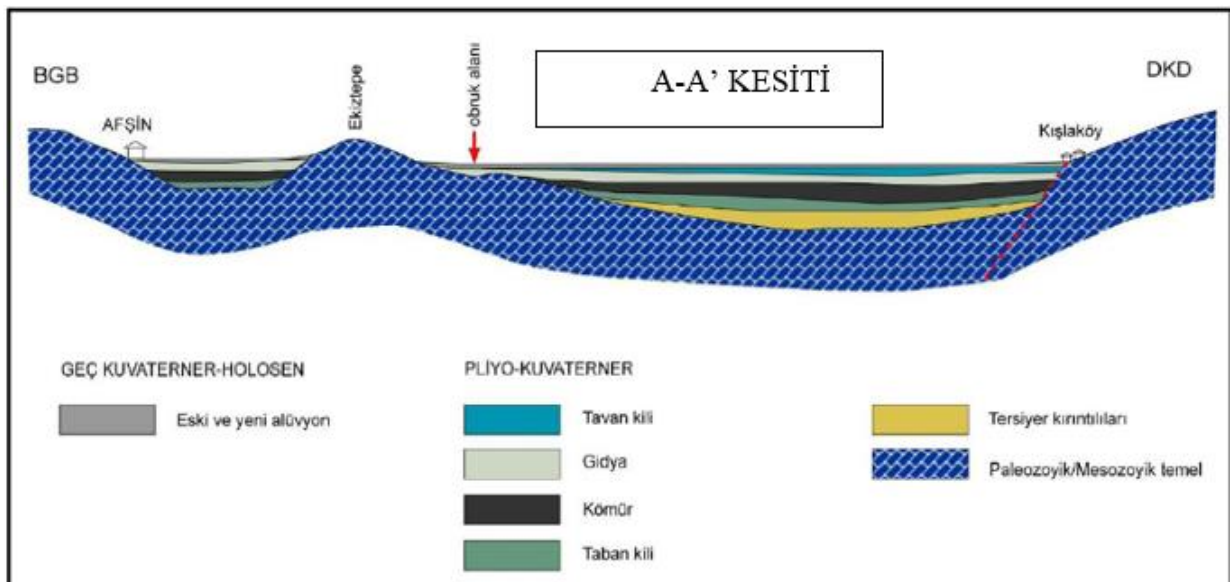 BGB
A-A’ KESİTİ
DKD
AFŞİN
Ekiztepe
obruk alanı
Kışlaköy
GEÇ KUVATERNER-HOLOSEN
Eski ve yeni alüvyon
PLİYO-KUVATERNER
Tavan kili
Gidya
Kömür
Taban kili
Tersiyer kırıntılıları
Paleozoyik/Mesozoyik temel